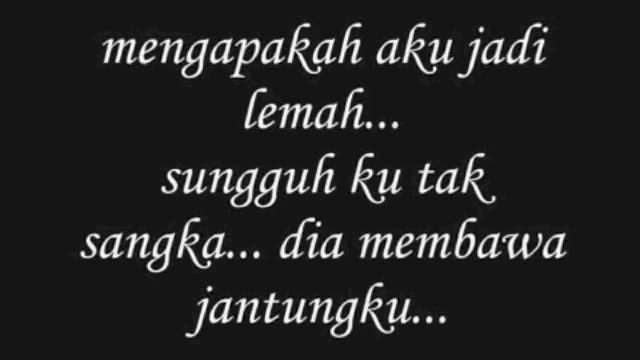 mengapakah aku jadi
lemah...
sungguh ku tak
sangka... dia membawa
jantungku...